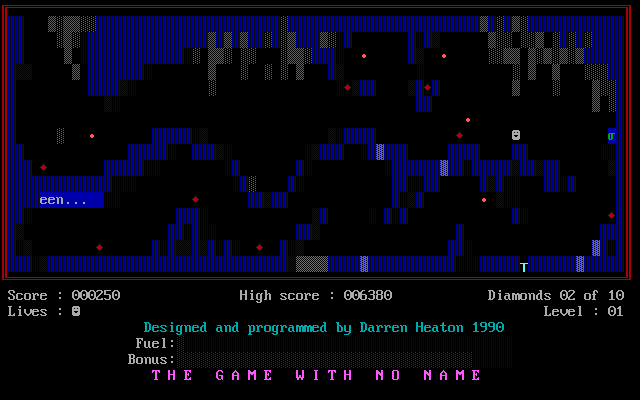 een...
Score : 000250 High score : 006380 Diamonds 02 of 10
Lives : Level : 01
Designed and programmed by Darren Heaton 1990
Fuel:
Bonus:
THE GAME WITH NO NAME